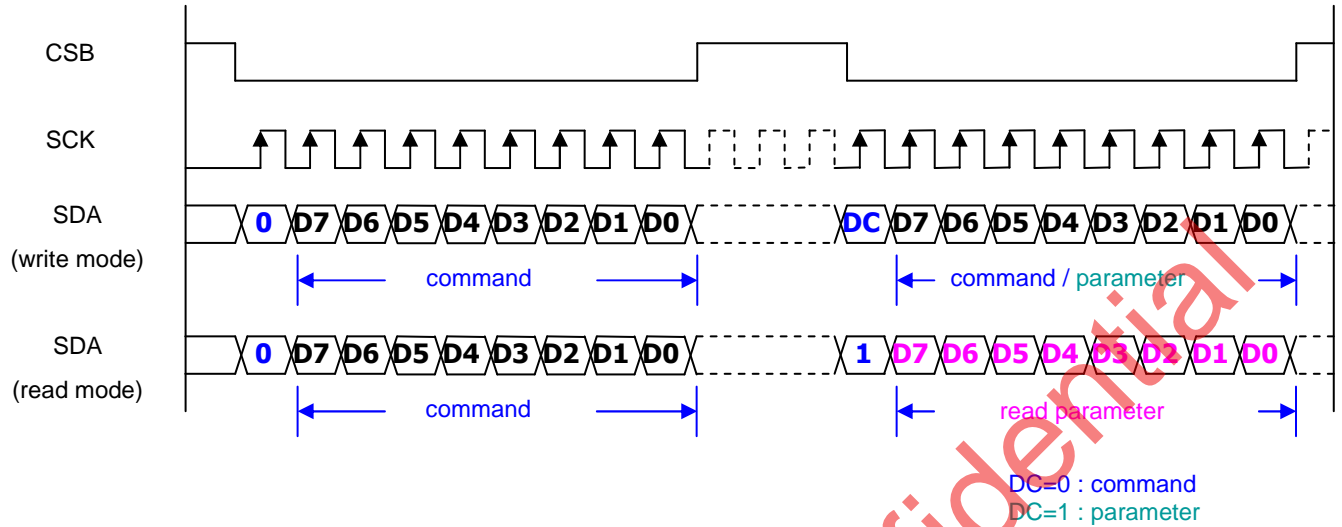 CSB
SCK
SDA
(write mode)
0 D7 D6 D5 D4 D3 D2 D1 D0 DC D7 D6 D5 D4 D3 D2 D1 D0
command command / parameter
SDA
(read mode)
0 D7 D6 D5 D4 D3 D2 D1 D0 1 D7 D6 D5 D4 D3 D2 D1 D0
command read parameter
DC=0 : command
DC=1 : parameter
fidential